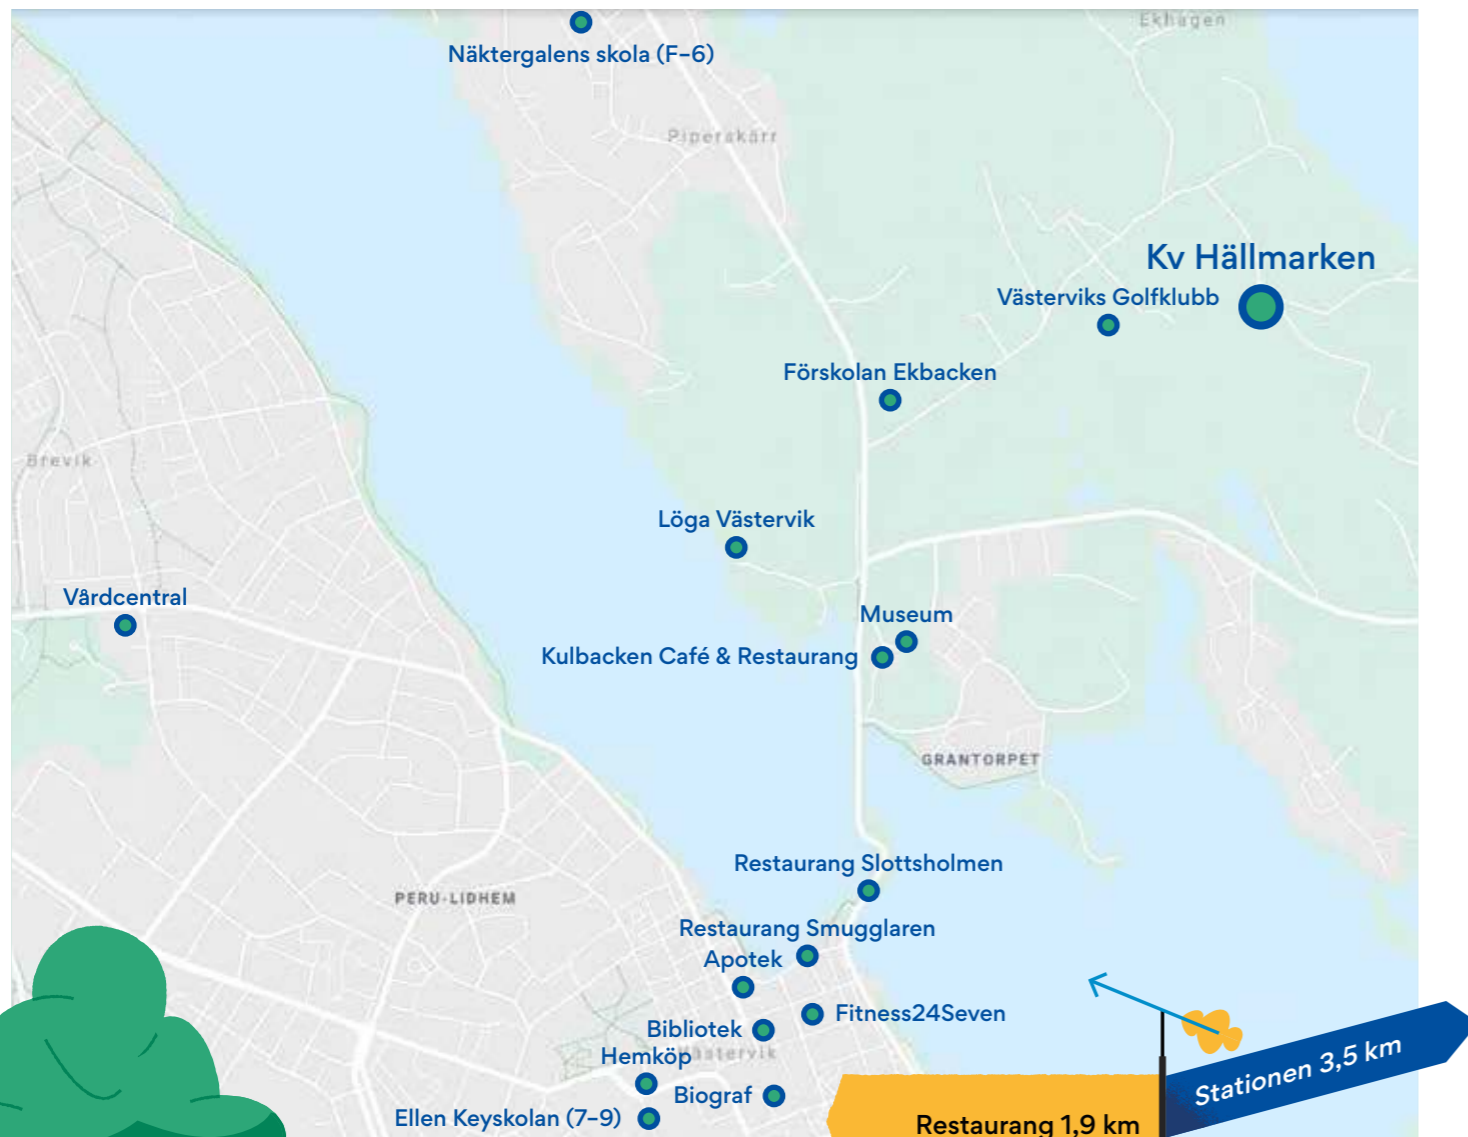 Ekhagen
Näktergalens skola (F–6)
Piperskärr
Kv Hällmarken
Västerviks Golfklubb
Förskolan Ekbacken
Brevik
Löga Västervik
Vårdcentral
Museum
Kulbacken Café & Restaurang
GRANTORPET
Restaurang Slottsholmen
PERU-LIDHEM
Restaurang Smugglaren
Apotek
Fitness24Seven
Bibliotek
Västervik
Hemköp
Biograf
Ellen Keyskolan (7–9)
Stationen 3,5 km
Restaurang 1,9 km